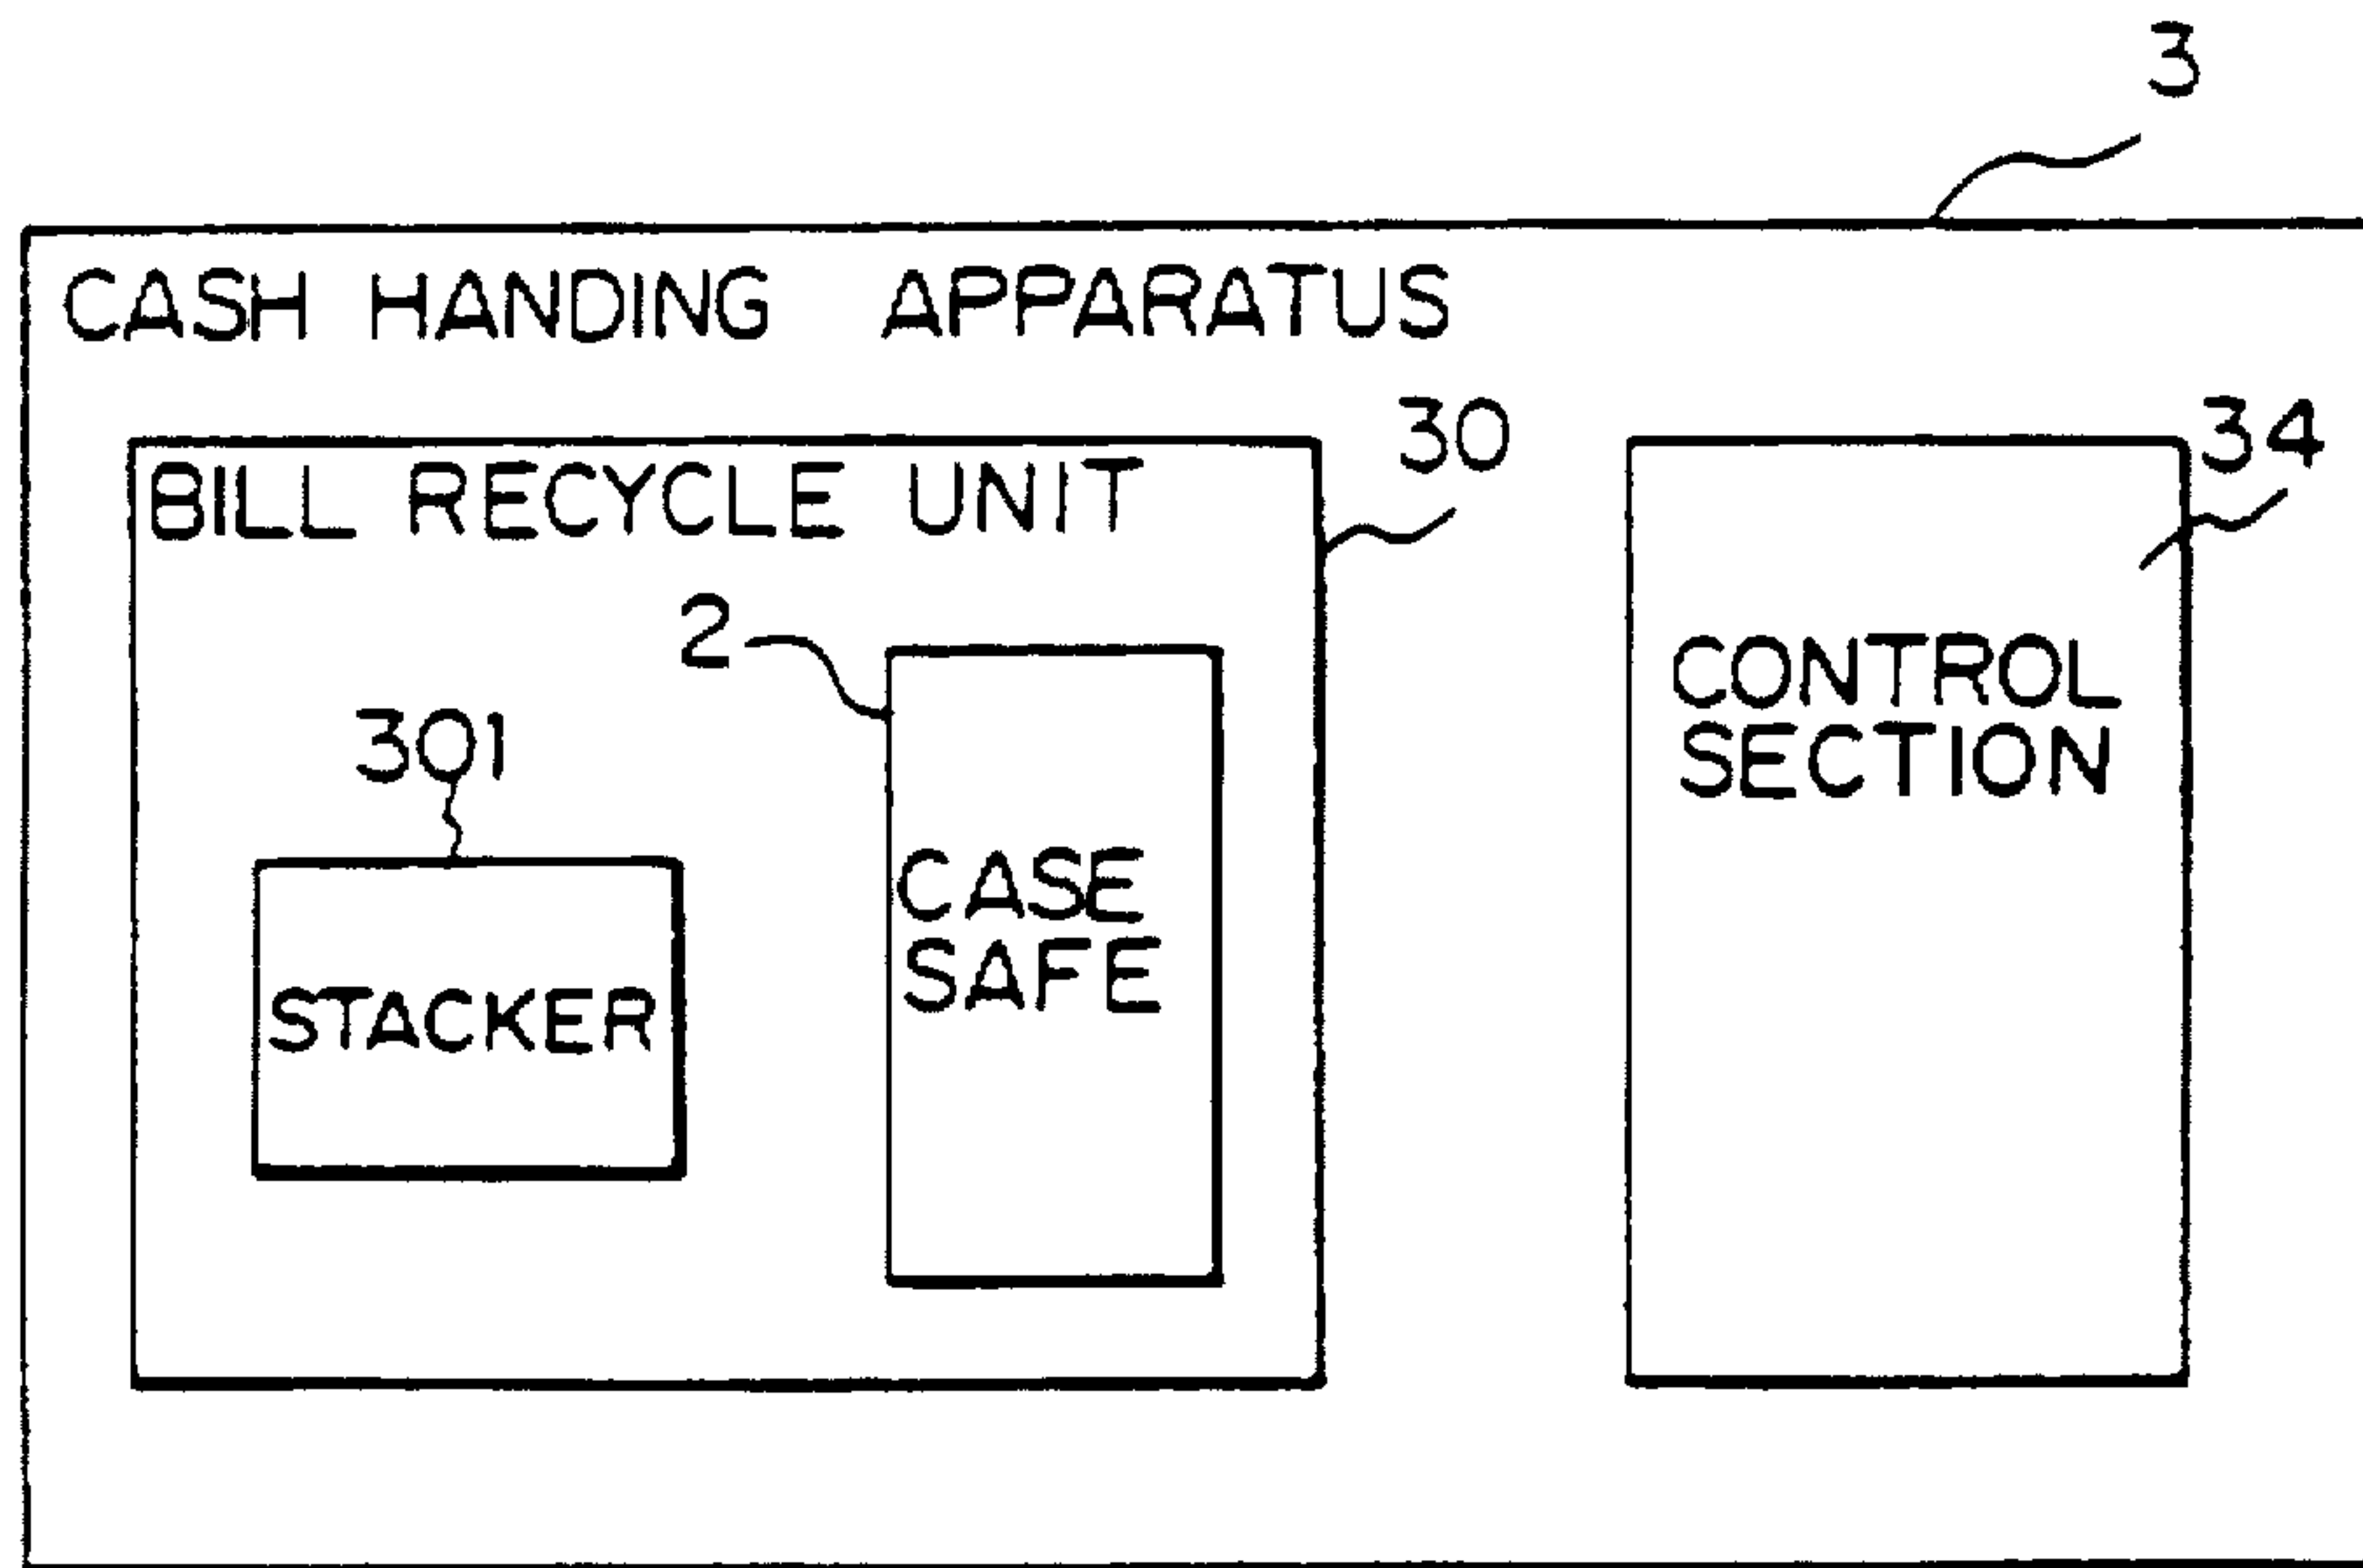 3
CASH HANDING APPARATUS
30
34
BILL RECYCLE UNIT
2
CONTROL
SECTION
301
CASE
SAFE
STACKER